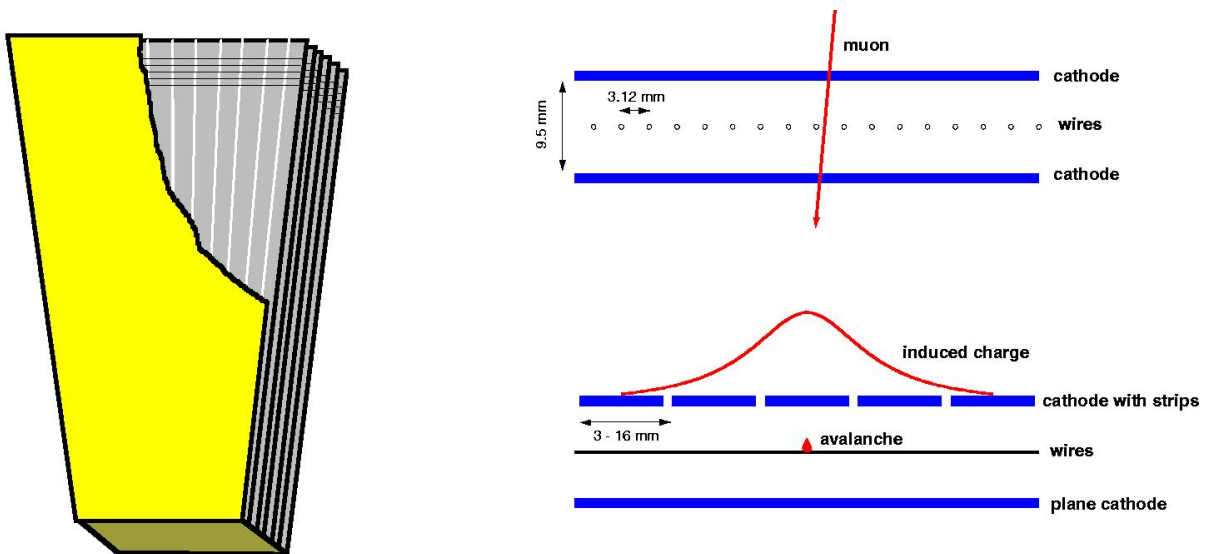 muon
cathode
3.12 mm
wires
9.5 mm
cathode
induced charge
cathode with strips
3 - 16 mm
avalanche
wires
plane cathode